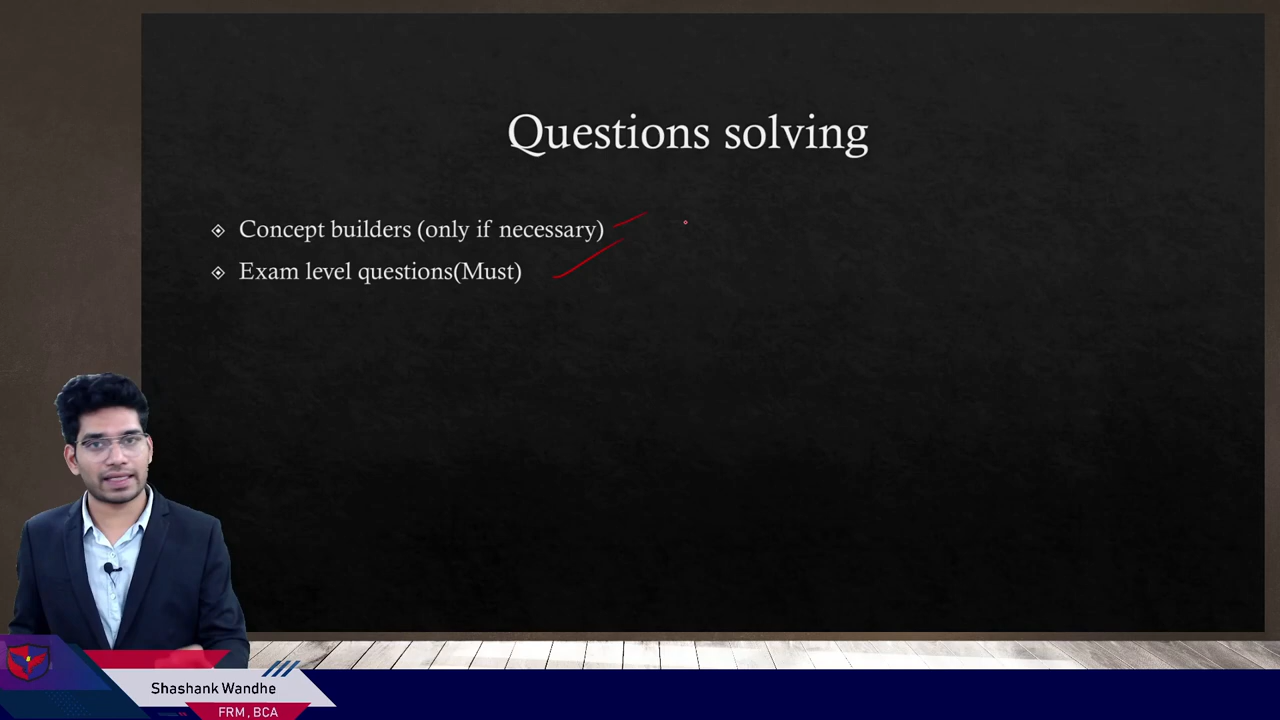 Questions solving
Concept builders (only if necessary)
Exam level questions(Must)
Shashank Wandhe
FRM, BCA